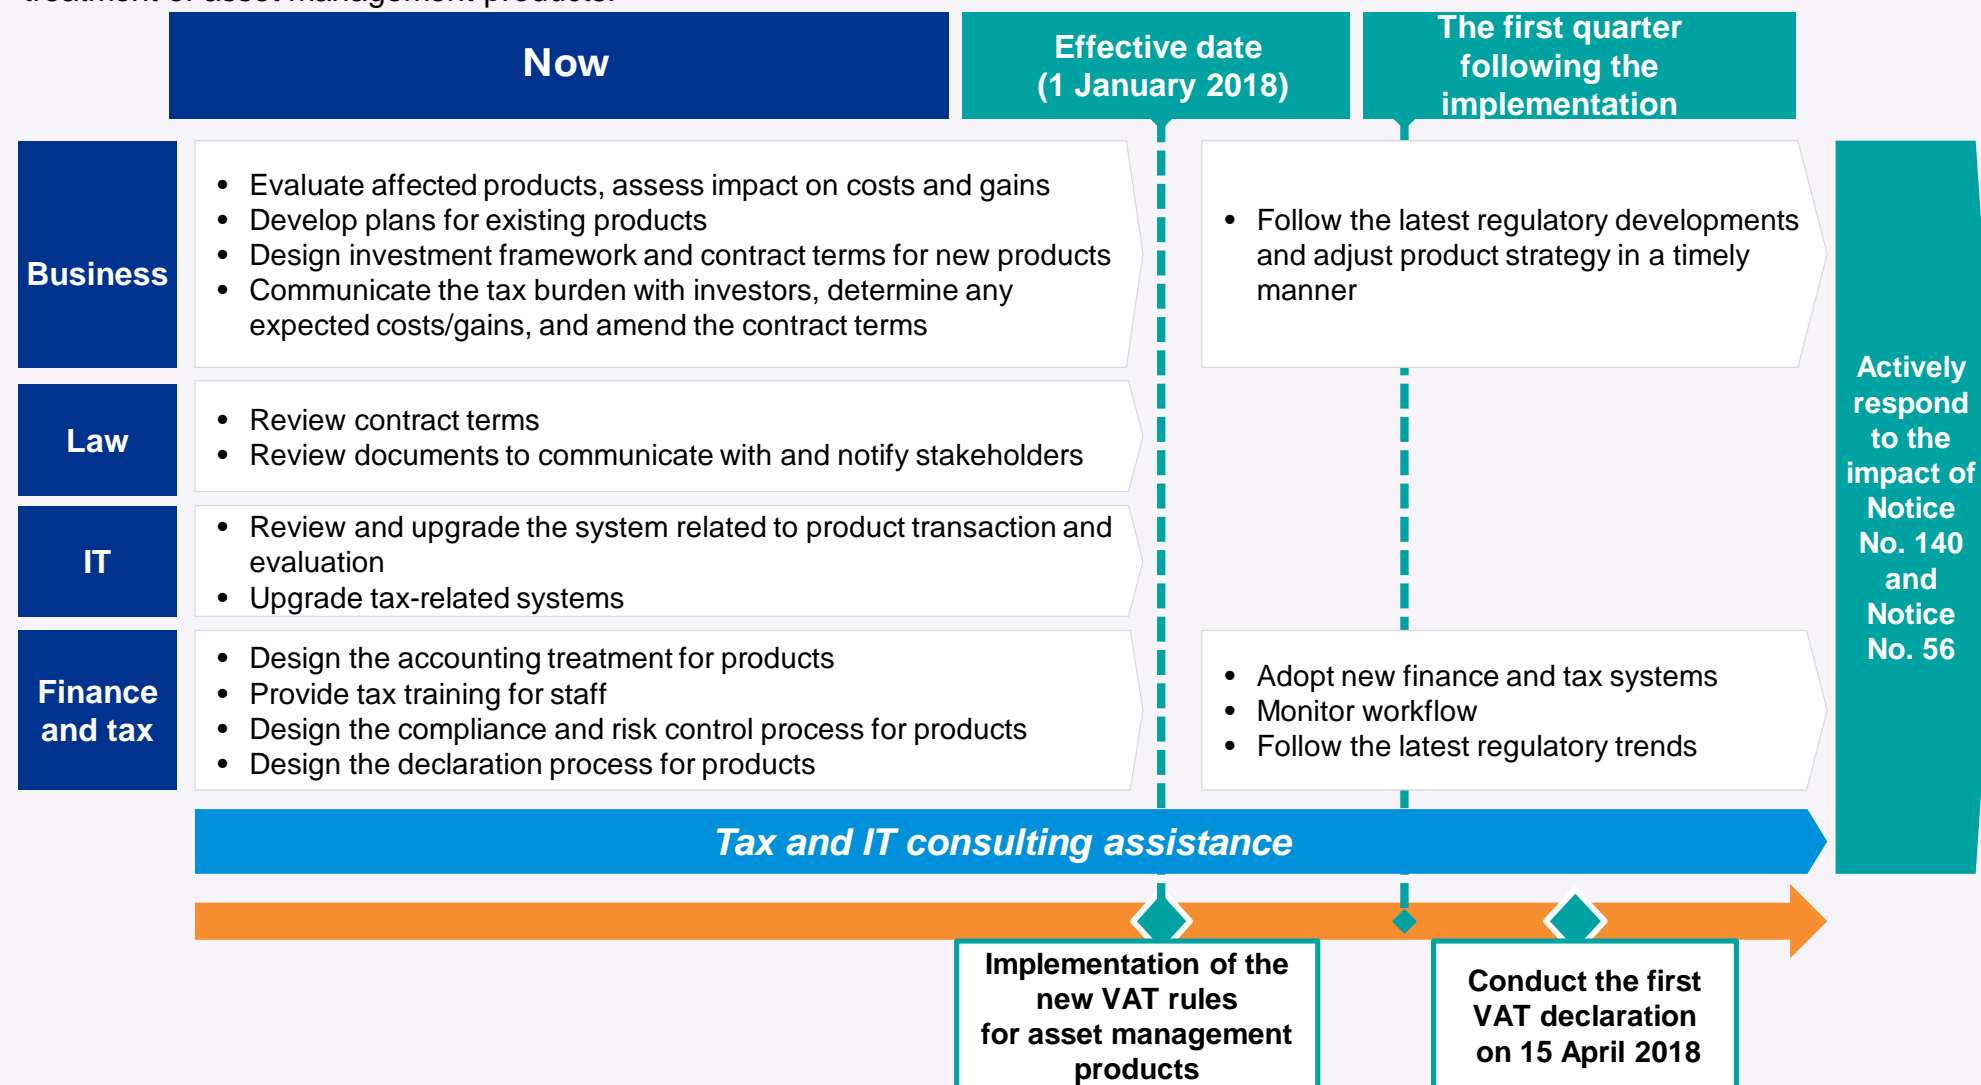 treatment of asset management products.
Now
Effective date
(1 January 2018)
The first quarter
following the
implementation
Business
• Evaluate affected products, assess impact on costs and gains
• Develop plans for existing products
• Design investment framework and contract terms for new products
• Communicate the tax burden with investors, determine any
expected costs/gains, and amend the contract terms
• Follow the latest regulatory developments
and adjust product strategy in a timely
manner
Law
• Review contract terms
• Review documents to communicate with and notify stakeholders
IT
• Review and upgrade the system related to product transaction and
evaluation
• Upgrade tax-related systems
Finance
and tax
• Design the accounting treatment for products
• Provide tax training for staff
• Design the compliance and risk control process for products
• Design the declaration process for products
• Adopt new finance and tax systems
• Monitor workflow
• Follow the latest regulatory trends
Actively
respond
to the
impact of
Notice
No. 140
and
Notice
No. 56
Tax and IT consulting assistance
Implementation of the
new VAT rules
for asset management
products
Conduct the first
VAT declaration
on 15 April 2018